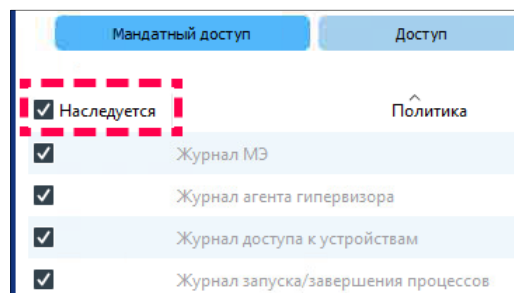 Мандатный доступ Доступ
Наследуется Политика
Журнал МЭ
Журнал агента гипервизора
Журнал доступа к устройствам
Журнал запуска/завершения процессов